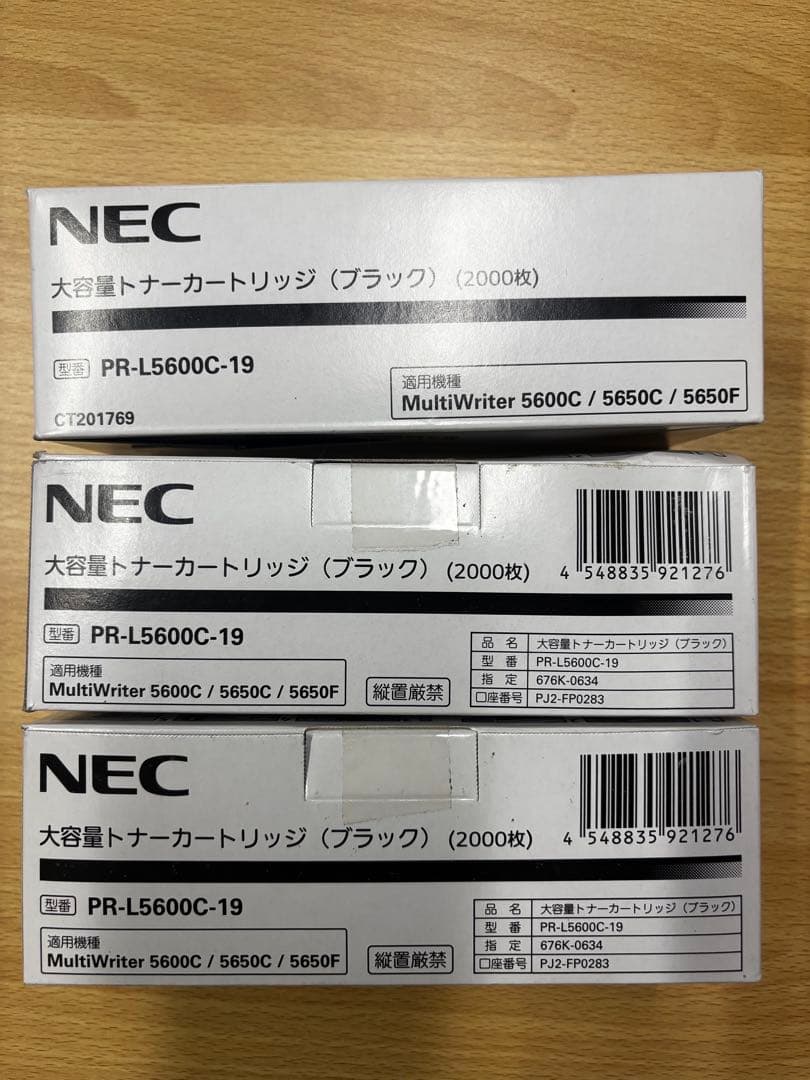 NEC
大容量トナーカートリッジ（ブラック） (2000枚)
型番 PR-L5600C-19
適用機種
MultiWriter 5600C / 5650C / 5650F
CT201769
NEC
大容量トナーカートリッジ（ブラック） (2000枚)
4 548835 921276
型番 PR-L5600C-19
適用機種
MultiWriter 5600C / 5650C / 5650F
縦置厳禁
品 名 大容量トナーカートリッジ（ブラック）
型 番 PR-L5600C-19
指 定 676K-0634
口座番号 PJ2-FP0283
NEC
大容量トナーカートリッジ（ブラック） (2000枚)
4 548835 921276
型番 PR-L5600C-19
適用機種
MultiWriter 5600C / 5650C / 5650F
縦置厳禁
品 名 大容量トナーカートリッジ（ブラック）
型 番 PR-L5600C-19
指 定 676K-0634
口座番号 PJ2-FP0283